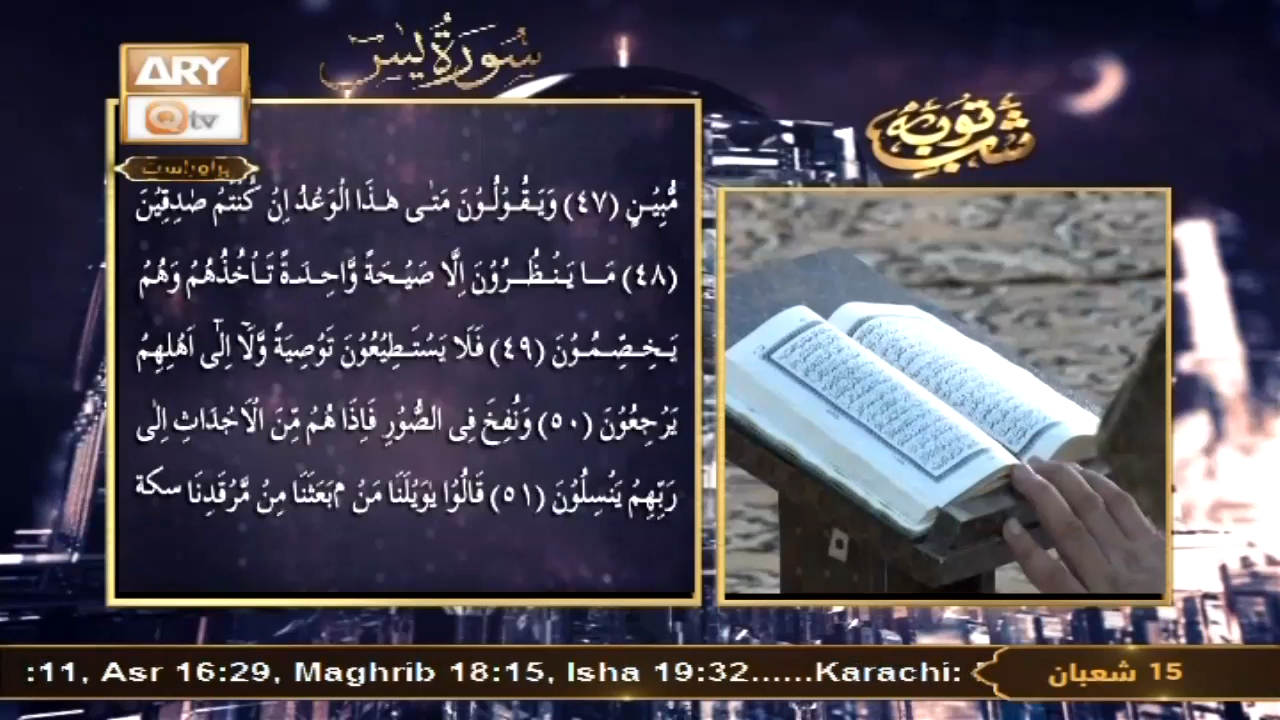 سُورَةُ يٰسٓ
ARY
Qtv
براہ راست
شب توبہ
مُّبِيْنٍ (٤٧) وَيَقُوْلُوْنَ مَتٰى هٰذَا الْوَعْدُ اِنْ كُنْتُمْ صٰدِقِيْنَ
(٤٨) مَا يَنْظُرُوْنَ اِلَّا صَيْحَةً وَّاحِدَةً تَاْخُذُهُمْ وَهُمْ
يَخِصِّمُوْنَ (٤٩) فَلَا يَسْتَطِيْعُوْنَ تَوْصِيَةً وَّلَآ اِلٰٓى اَهْلِهِمْ
يَرْجِعُوْنَ (٥٠) وَنُفِخَ فِى الصُّوْرِ فَاِذَا هُمْ مِّنَ الْاَجْدَاثِ اِلٰى
رَبِّهِمْ يَنْسِلُوْنَ (٥١) قَالُوْا يٰوَيْلَنَا مَنْۢ بَعَثَنَا مِنْ مَّرْقَدِنَا سكة
:11, Asr 16:29, Maghrib 18:15, Isha 19:32......Karachi:
15 شعبان